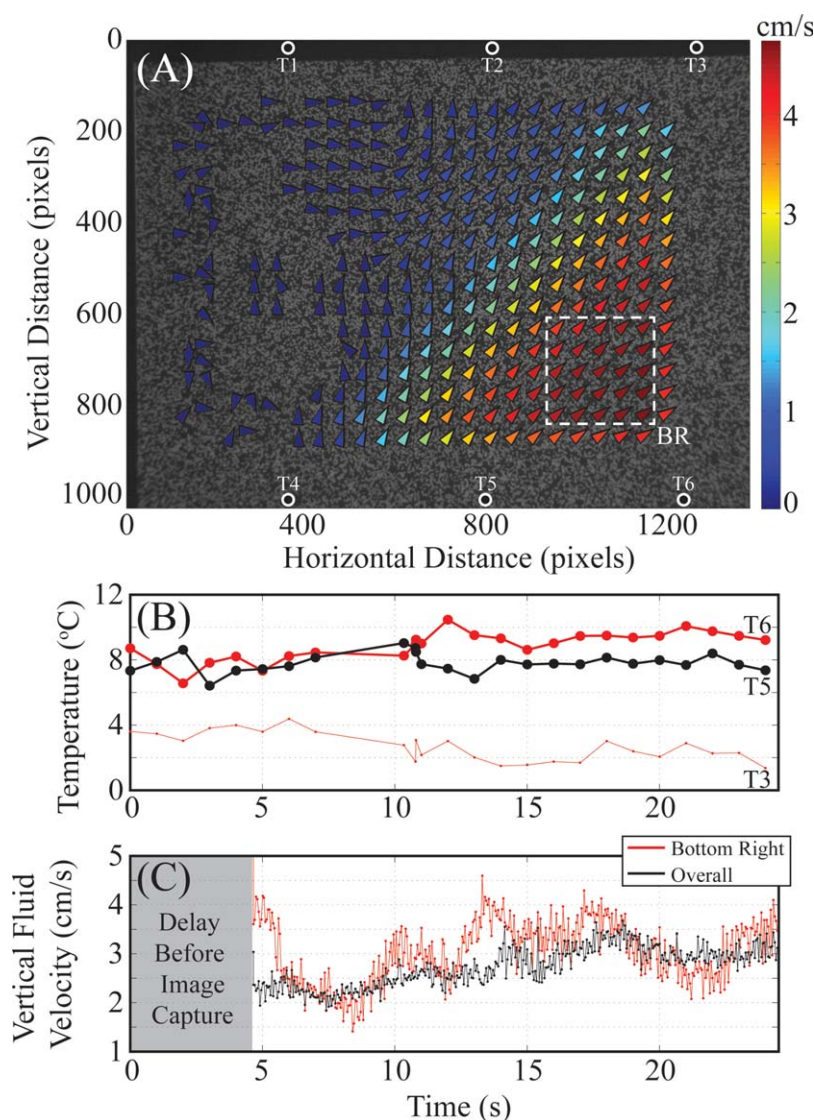 cm/s
0
(A)
T1
T2
T3
4
200
3
400
2
600
1
800
BR
T4
T5
T6
1000
0
0
400
800
1200
Vertical Distance (pixels)
Horizontal Distance (pixels)
12
(B)
T6
8
T5
4
T3
0
0
5
10
15
20
Temperature (°C)
5
(C)
Bottom Right
Overall
4
Delay
Before
Image
Capture
3
2
1
0
5
10
15
20
Vertical Fluid
Velocity (cm/s)
Time (s)